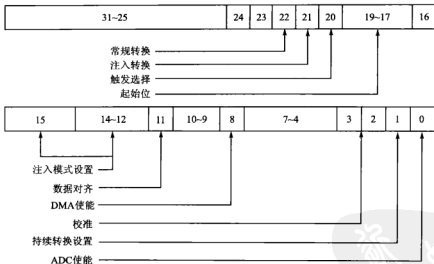 31~25 24 23 22 21 20 19~17 16
常规转换
注入转换
触发选择
起始位
15 14~12 11 10~9 8 7~4 3 2 1 0
注入模式设置
数据对齐
DMA使能
校准
持续转换设置
ADC使能